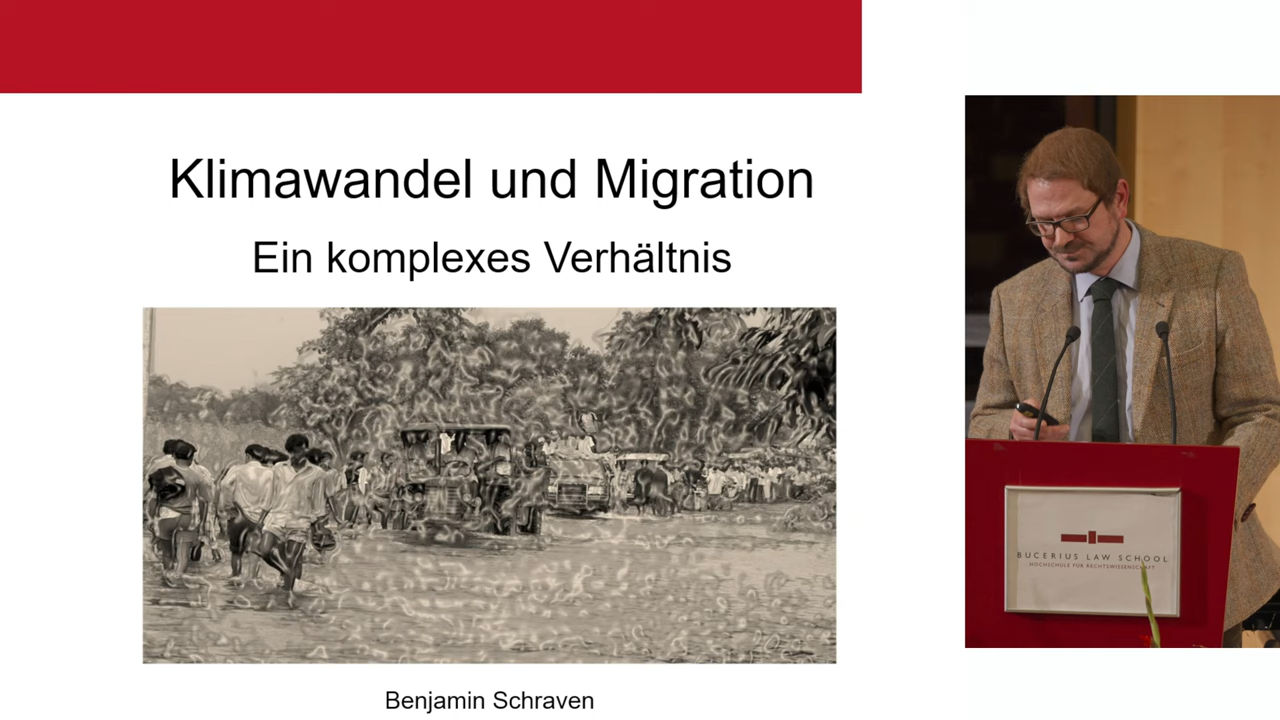 Klimawandel und Migration
Ein komplexes Verhältnis
Benjamin Schraven
BUCERIUS LAW SCHOOL
HOCHSCHULE FÜR RECHTSWISSENSCHAFT